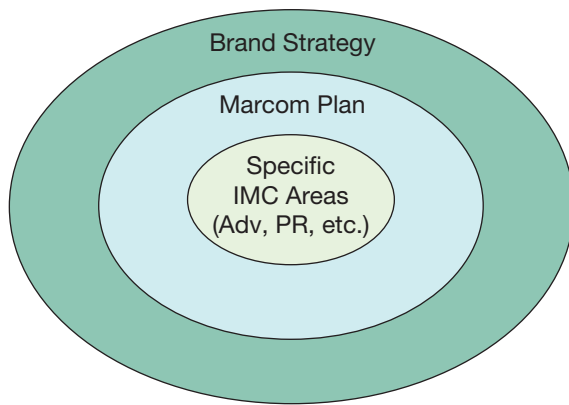 Brand Strategy
Marcom Plan
Specific
IMC Areas
(Adv, PR, etc.)